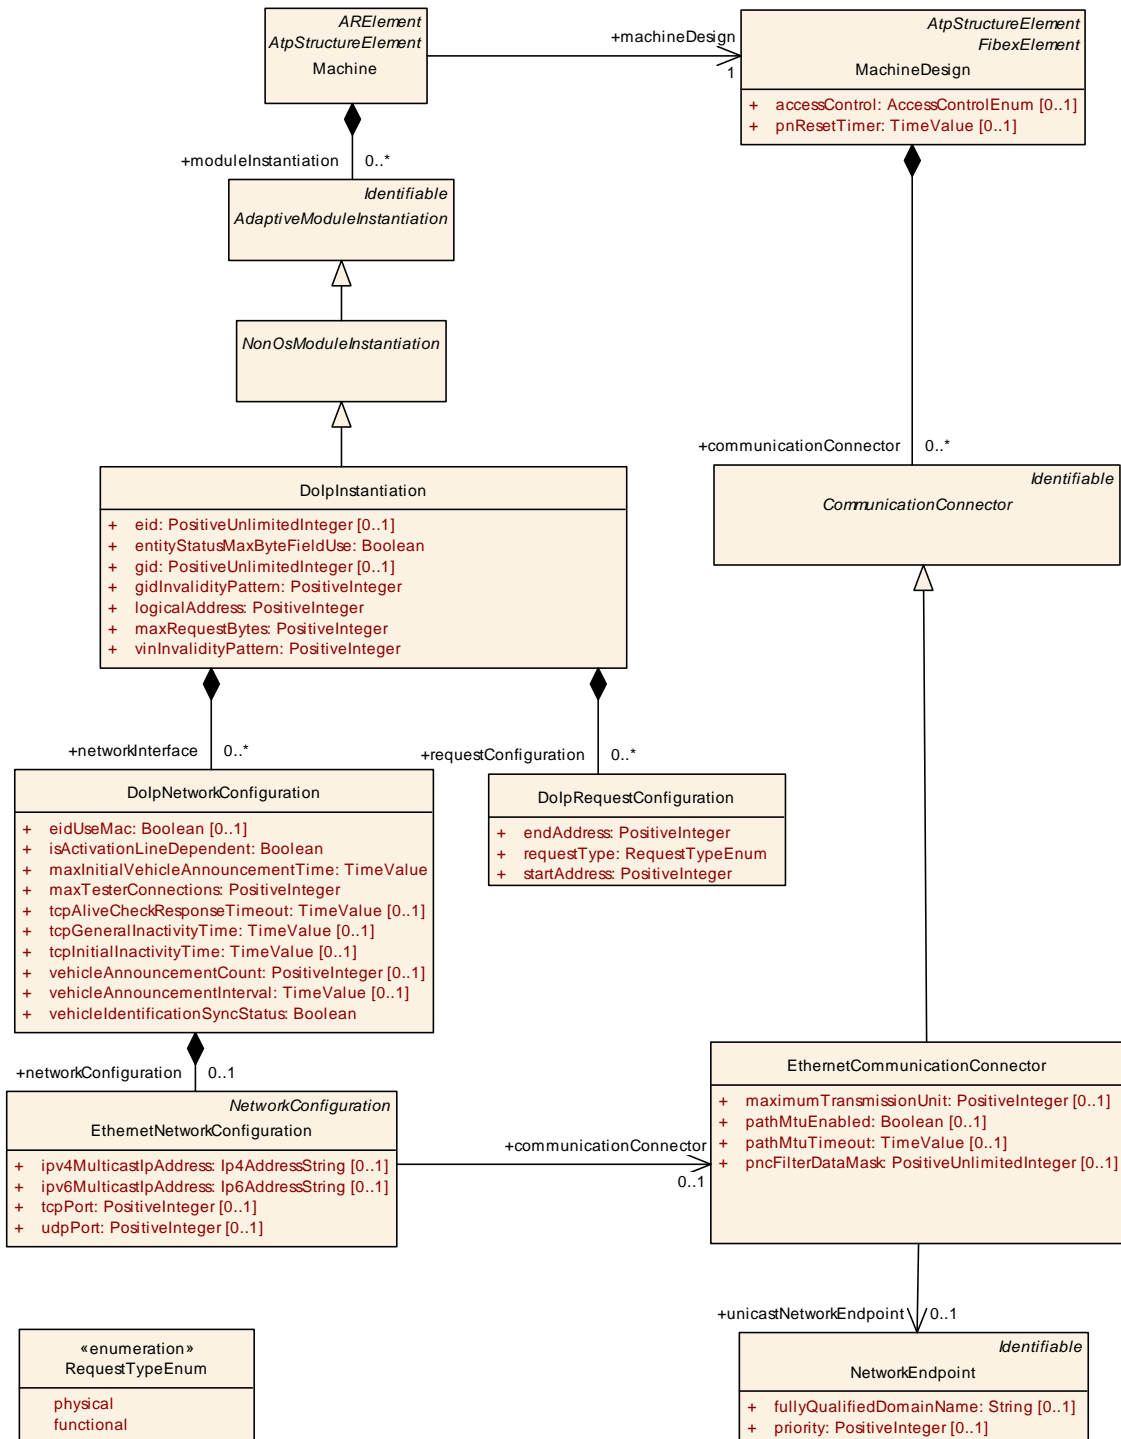 ARElement
AtpStructureElement
Machine
+machineDesign
1
AtpStructureElement
FibexElement
MachineDesign
+ accessControl: AccessControlEnum [0..1]
+ pnResetTimer: TimeValue [0..1]
+moduleInstantiation 0..*
Identifiable
AdaptiveModuleInstantiation
NonOsModuleInstantiation
+communicationConnector 0..*
Identifiable
CommunicationConnector
DoIpInstantiation
+ eid: PositiveUnlimitedInteger [0..1]
+ entityStatusMaxByteFieldUse: Boolean
+ gid: PositiveUnlimitedInteger [0..1]
+ gidInvalidityPattern: PositiveInteger
+ logicalAddress: PositiveInteger
+ maxRequestBytes: PositiveInteger
+ vinInvalidityPattern: PositiveInteger
+networkInterface 0..*
+requestConfiguration 0..*
DoIpNetworkConfiguration
+ eidUseMac: Boolean [0..1]
+ isActivationLineDependent: Boolean
+ maxInitialVehicleAnnouncementTime: TimeValue
+ maxTesterConnections: PositiveInteger
+ tcpAliveCheckResponseTimeout: TimeValue [0..1]
+ tcpGeneralInactivityTime: TimeValue [0..1]
+ tcpInitialInactivityTime: TimeValue [0..1]
+ vehicleAnnouncementCount: PositiveInteger [0..1]
+ vehicleAnnouncementInterval: TimeValue [0..1]
+ vehicleIdentificationSyncStatus: Boolean
DoIpRequestConfiguration
+ endAddress: PositiveInteger
+ requestType: RequestTypeEnum
+ startAddress: PositiveInteger
+networkConfiguration 0..1
NetworkConfiguration
EthernetNetworkConfiguration
+ ipv4MulticastIpAddress: Ip4AddressString [0..1]
+ ipv6MulticastIpAddress: Ip6AddressString [0..1]
+ tcpPort: PositiveInteger [0..1]
+ udpPort: PositiveInteger [0..1]
+communicationConnector
0..1
EthernetCommunicationConnector
+ maximumTransmissionUnit: PositiveInteger [0..1]
+ pathMtuEnabled: Boolean [0..1]
+ pathMtuTimeout: TimeValue [0..1]
+ pncFilterDataMask: PositiveUnlimitedInteger [0..1]
+unicastNetworkEndpoint 0..1
«enumeration»
RequestTypeEnum
physical
functional
Identifiable
NetworkEndpoint
+ fullyQualifiedDomainName: String [0..1]
+ priority: PositiveInteger [0..1]